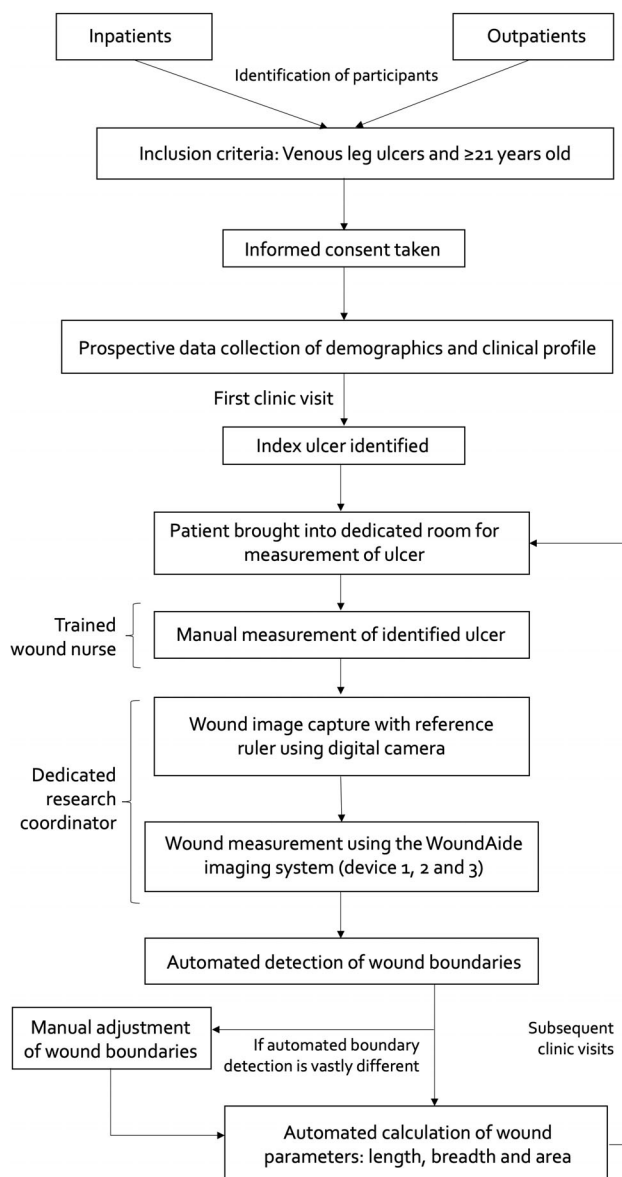 Inpatients
Outpatients
Identification of participants
Inclusion criteria: Venous leg ulcers and ≥21 years old
Informed consent taken
Prospective data collection of demographics and clinical profile
First clinic visit
Index ulcer identified
Patient brought into dedicated room for
measurement of ulcer
Trained
wound nurse
Manual measurement of identified ulcer
Wound image capture with reference
ruler using digital camera
Dedicated
research
coordinator
Wound measurement using the WoundAide
imaging system (device 1, 2 and 3)
Automated detection of wound boundaries
Manual adjustment
of wound boundaries
If automated boundary
detection is vastly different
Subsequent
clinic visits
Automated calculation of wound
parameters: length, breadth and area